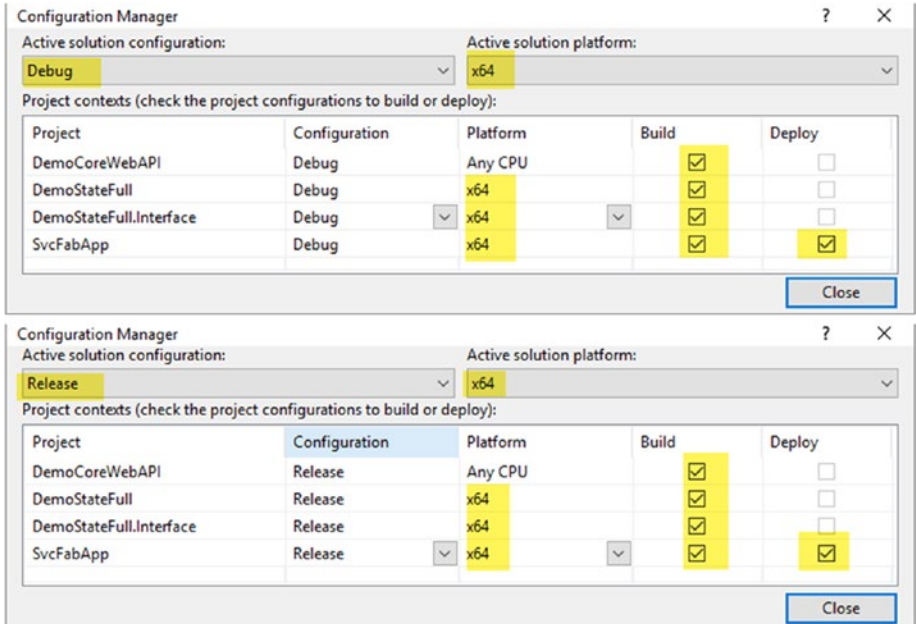 Configuration Manager ? ✕
Active solution configuration: Active solution platform:
Debug x64
Project contexts (check the project configurations to build or deploy):
Project Configuration Platform Build Deploy
DemoCoreWebAPI Debug Any CPU
DemoStateFull Debug x64
DemoStateFull.Interface Debug x64
SvcFabApp Debug x64
Close
Configuration Manager ? ✕
Active solution configuration: Active solution platform:
Release x64
Project contexts (check the project configurations to build or deploy):
Project Configuration Platform Build Deploy
DemoCoreWebAPI Release Any CPU
DemoStateFull Release x64
DemoStateFull.Interface Release x64
SvcFabApp Release x64
Close